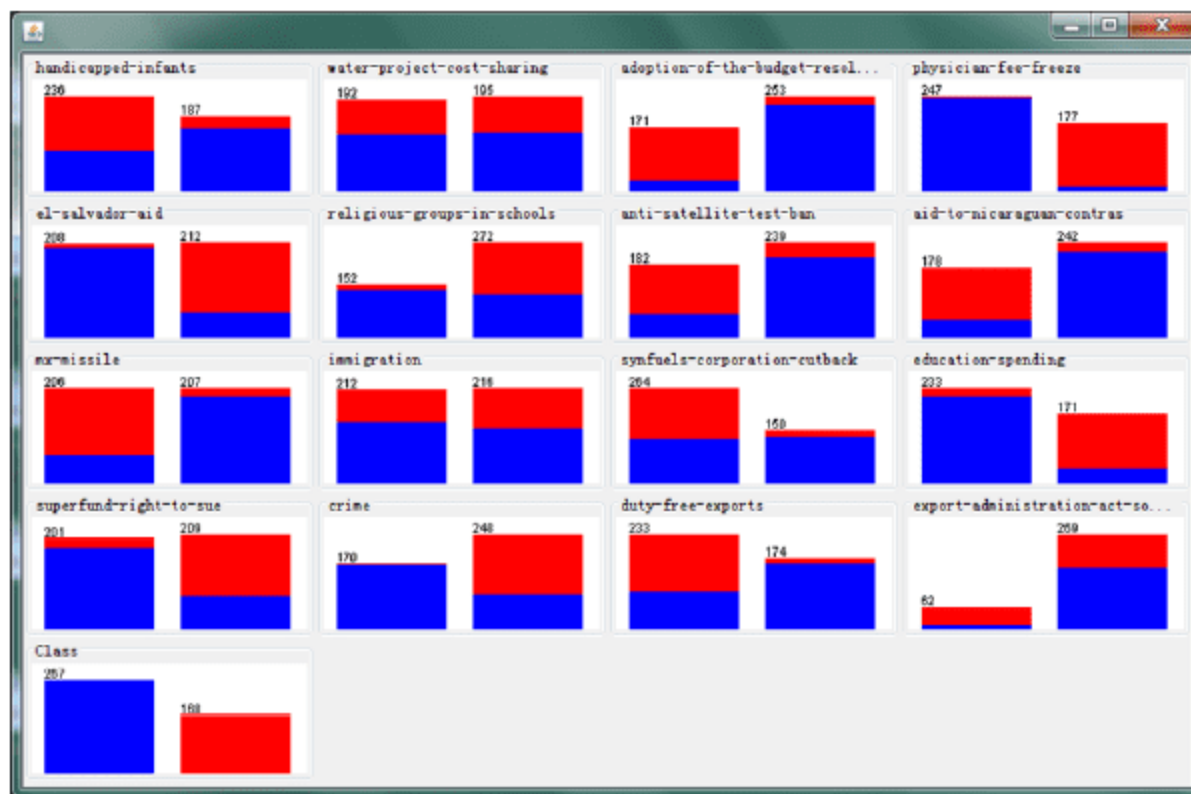 handicapped-infants
236 187
water-project-cost-sharing
192 195
adoption-of-the-budget-resol...
171 253
physician-fee-freeze
247 177
el-salvador-aid
208 212
religious-groups-in-schools
152 272
anti-satellite-test-ban
182 239
aid-to-nicaraguan-contras
178 242
mx-missile
206 207
immigration
212 216
synfuels-corporation-cutback
264 150
education-spending
233 171
superfund-right-to-sue
201 209
crime
170 248
duty-free-exports
233 174
export-administration-act-so...
62 269
Class
267 168